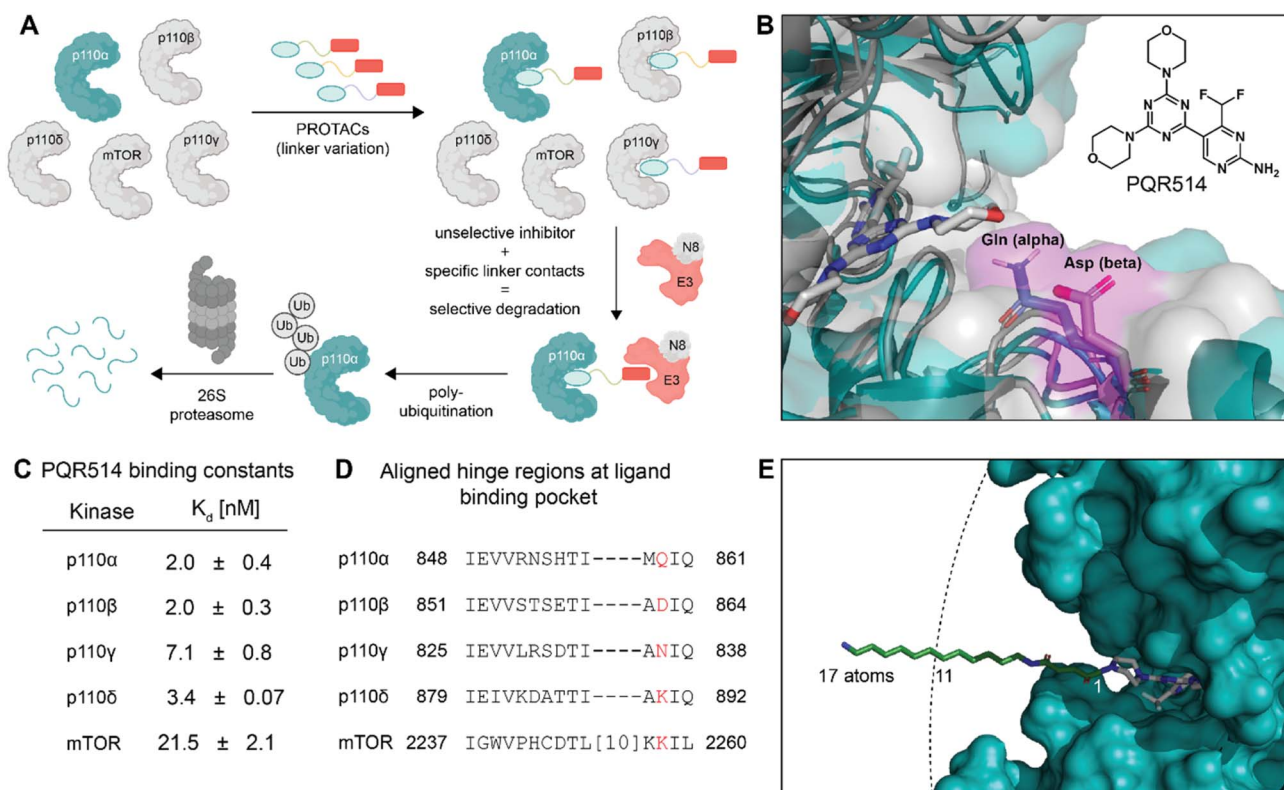 A
p110α
p110β
p110δ
mTOR
p110γ
PROTACs
(linker variation)
p110α
p110β
p110δ
mTOR
p110γ
unselective inhibitor
+
specific linker contacts
=
selective degradation
N8
E3
p110α
N8
E3
poly-
ubiquitination
Ub
Ub
Ub
Ub
p110α
26S
proteasome
B
O
N
N
N
F
F
N
N
N
N
O
N
NH2
PQR514
Gln (alpha)
Asp (beta)
C PQR514 binding constants
Kinase Kd [nM]
p110α 2.0 ± 0.4
p110β 2.0 ± 0.3
p110γ 7.1 ± 0.8
p110δ 3.4 ± 0.07
mTOR 21.5 ± 2.1
D Aligned hinge regions at ligand
binding pocket
p110α 848 IEVVRNSHTI----MQIQ 861
p110β 851 IEVVSTSETI----ADIQ 864
p110γ 825 IEVVLRSDTI----ANIQ 838
p110δ 879 IEIVKDATTI----AKIQ 892
mTOR 2237 IGWVPHCDTL[10]KKIL 2260
E
17 atoms
11
1